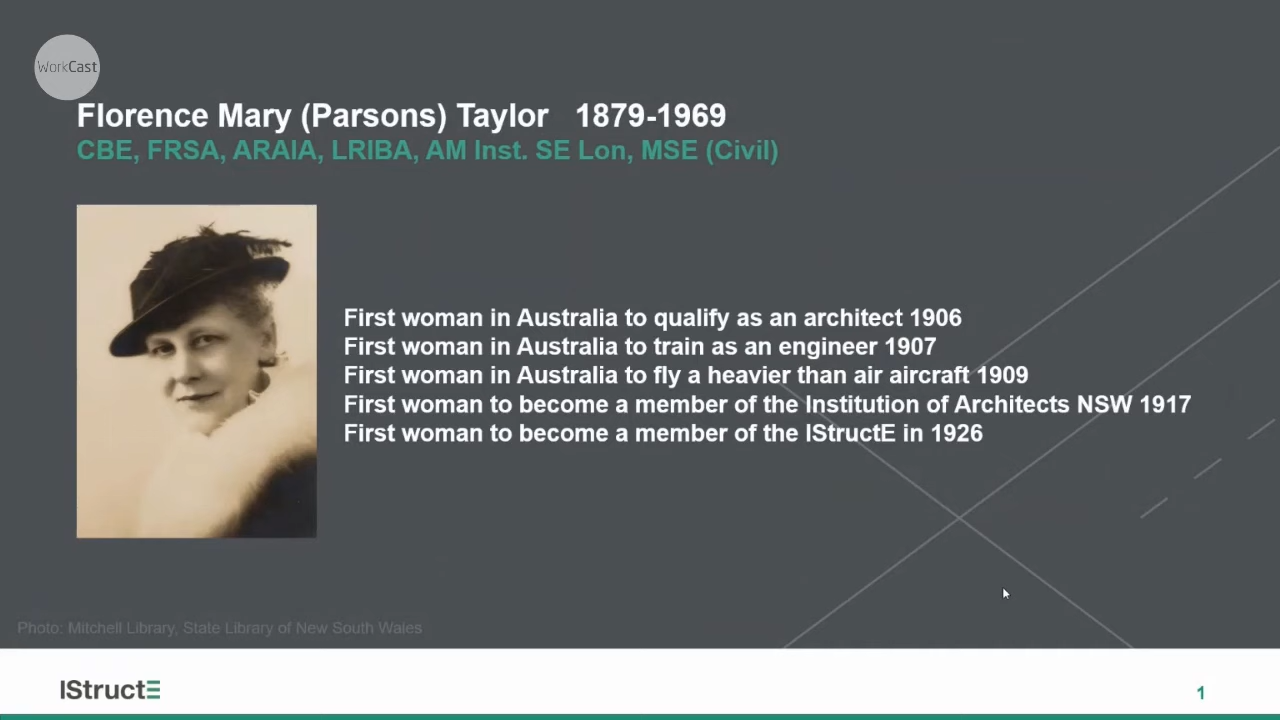 WorkCast
Florence Mary (Parsons) Taylor 1879-1969
CBE, FRSA, ARAIA, LRIBA, AM Inst. SE Lon, MSE (Civil)
First woman in Australia to qualify as an architect 1906
First woman in Australia to train as an engineer 1907
First woman in Australia to fly a heavier than air aircraft 1909
First woman to become a member of the Institution of Architects NSW 1917
First woman to become a member of the IStructE in 1926
Photo: Mitchell Library, State Library of New South Wales
IStructE
1